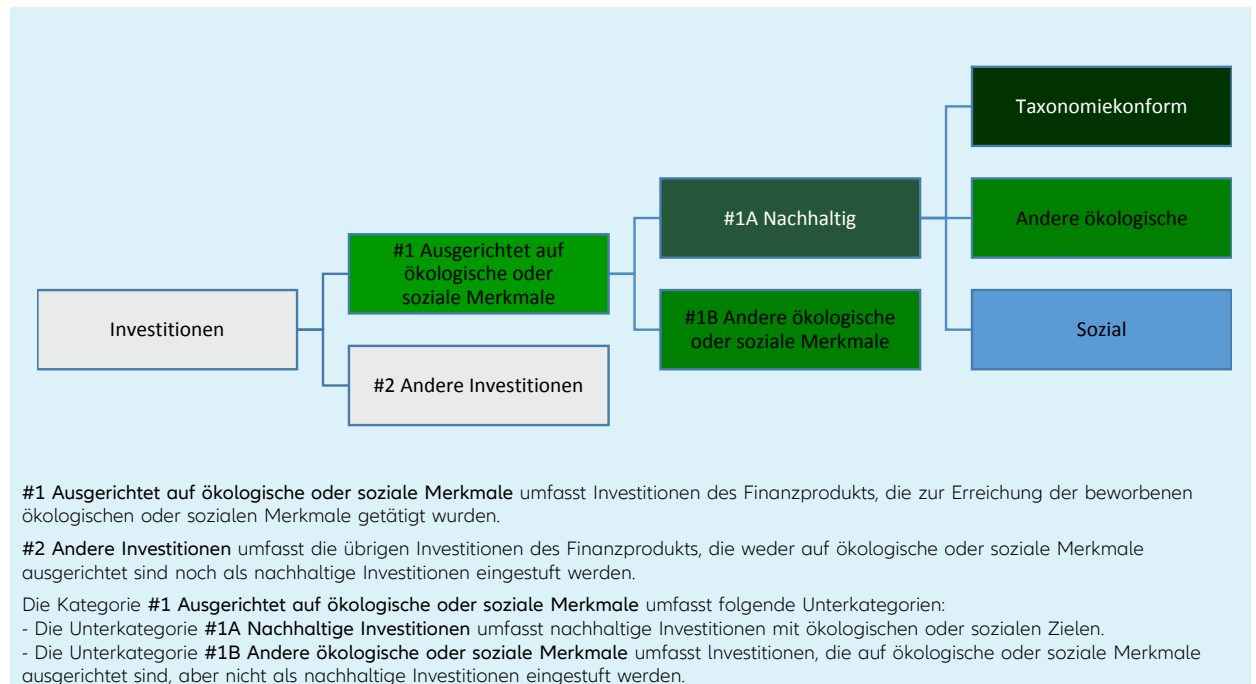 Taxonomiekonform
#1A Nachhaltig
Andere ökologische
#1 Ausgerichtet auf
ökologische oder
soziale Merkmale
Investitionen
#1B Andere ökologische
oder soziale Merkmale
Sozial
#2 Andere Investitionen
#1 Ausgerichtet auf ökologische oder soziale Merkmale umfasst Investitionen des Finanzprodukts, die zur Erreichung der beworbenen
ökologischen oder sozialen Merkmale getätigt wurden.
#2 Andere Investitionen umfasst die übrigen Investitionen des Finanzprodukts, die weder auf ökologische oder soziale Merkmale
ausgerichtet sind noch als nachhaltige Investitionen eingestuft werden.
Die Kategorie #1 Ausgerichtet auf ökologische oder soziale Merkmale umfasst folgende Unterkategorien:
- Die Unterkategorie #1A Nachhaltige Investitionen umfasst nachhaltige Investitionen mit ökologischen oder sozialen Zielen.
- Die Unterkategorie #1B Andere ökologische oder soziale Merkmale umfasst Investitionen, die auf ökologische oder soziale Merkmale
ausgerichtet sind, aber nicht als nachhaltige Investitionen eingestuft werden.